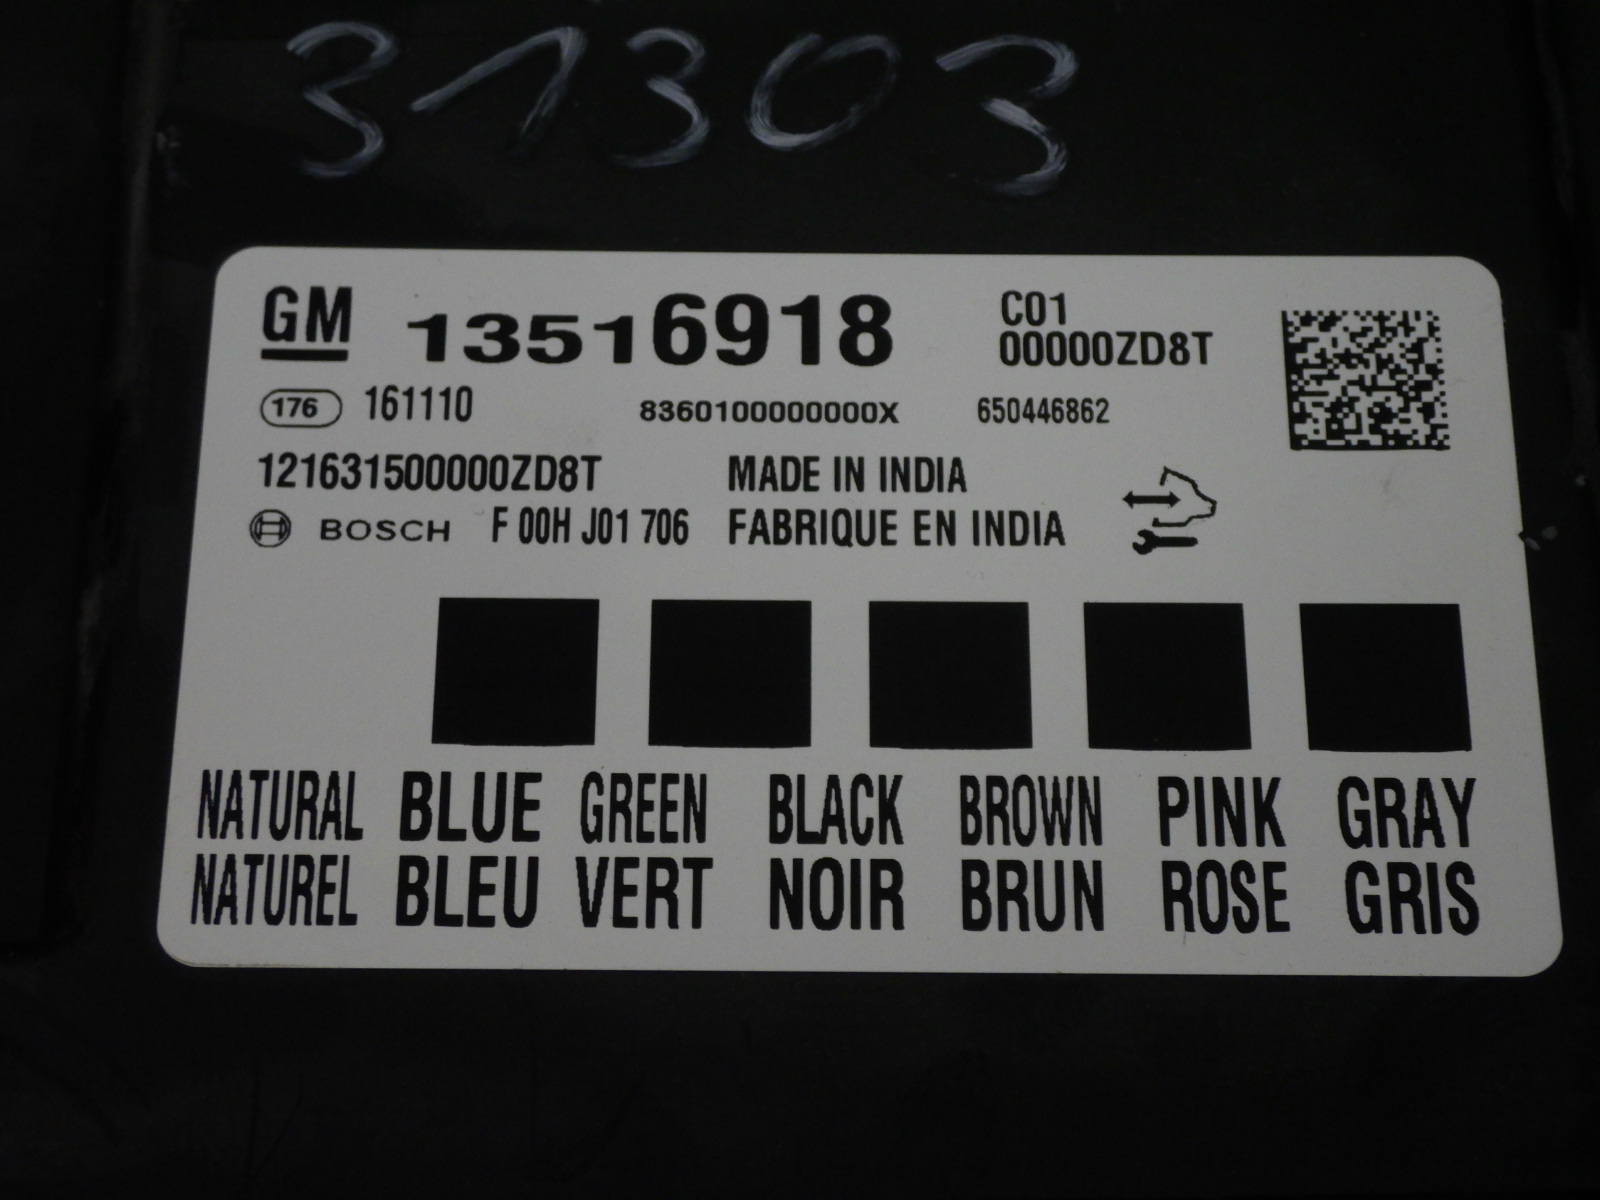 31303
GM 13516918 C01
00000ZD8T
176 161110 8360100000000X 650446862
121631500000ZD8T MADE IN INDIA
BOSCH F 00H J01 706 FABRIQUE EN INDIA
NATURAL BLUE GREEN BLACK BROWN PINK GRAY
NATUREL BLEU VERT NOIR BRUN ROSE GRIS